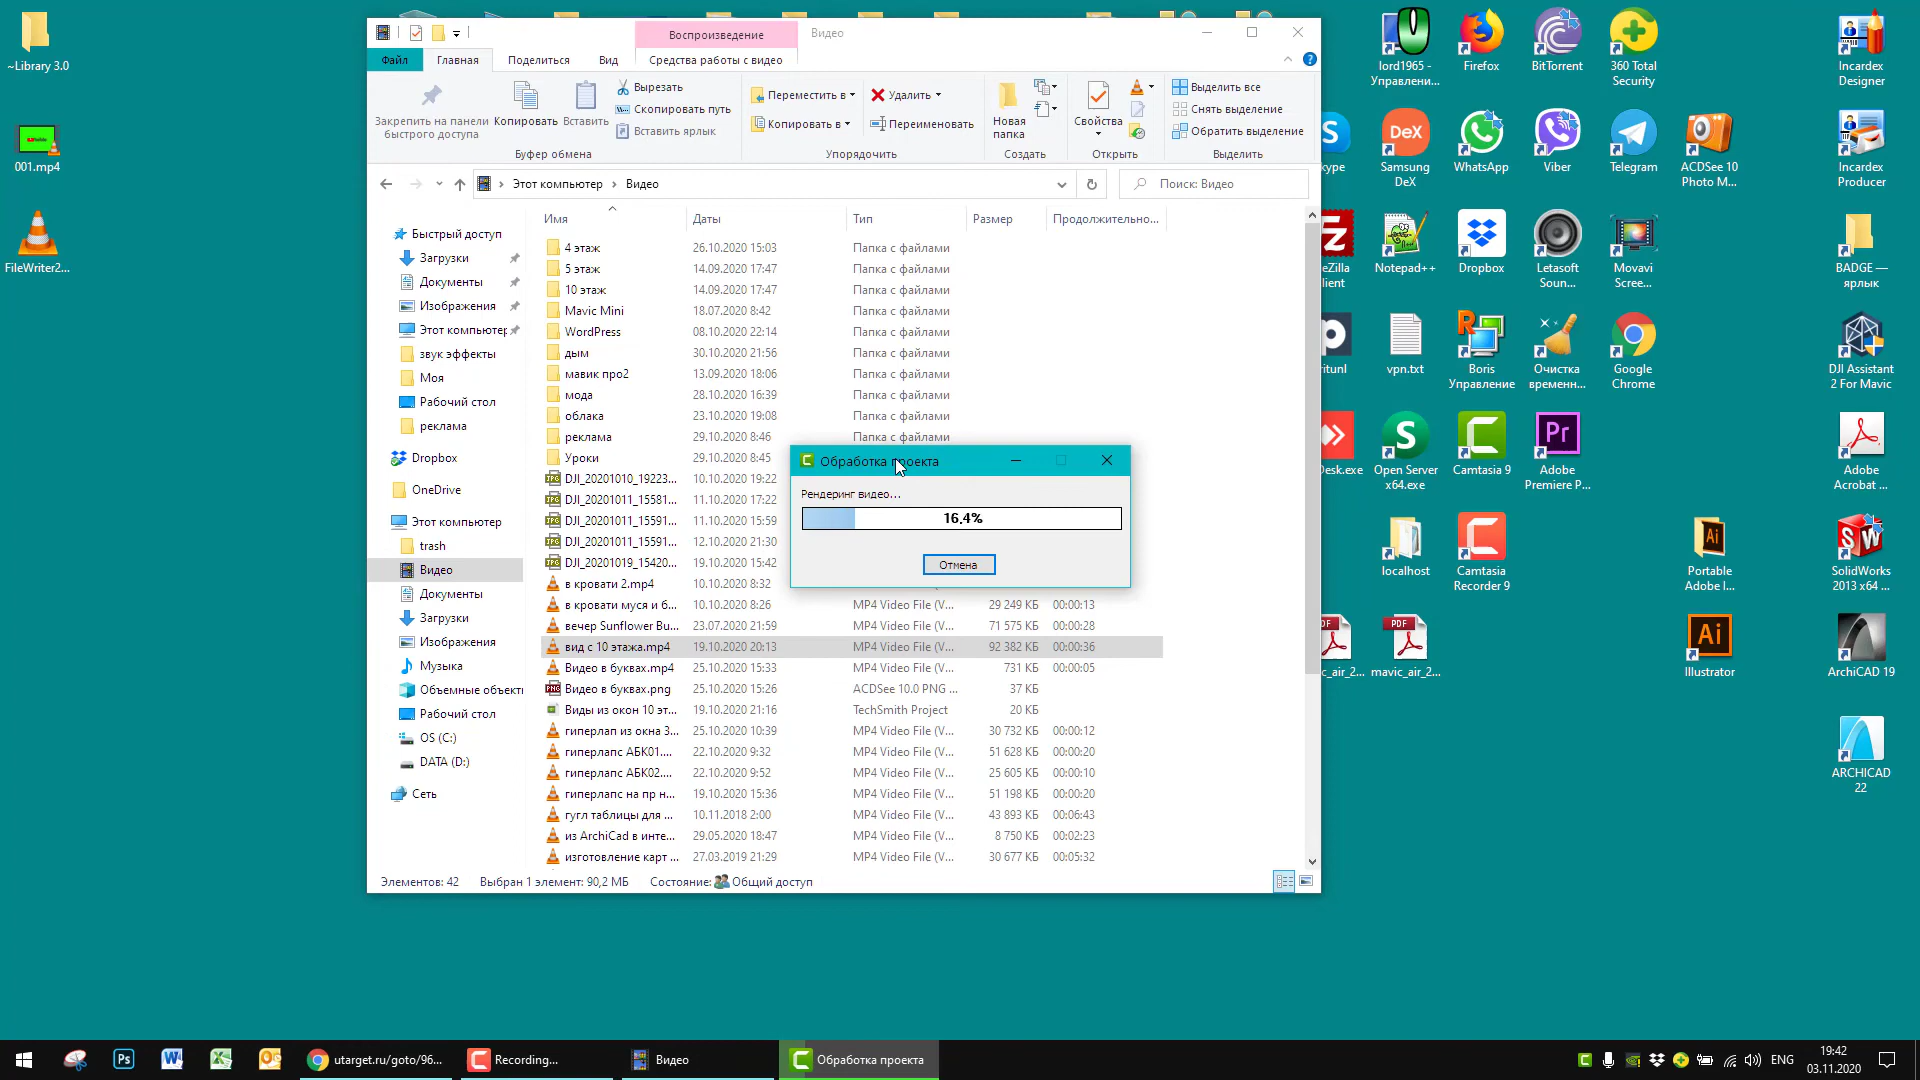 ~Library 3.0
001.mp4
FileWriter2...
Воспроизведение
Видео
Файл
Главная
Поделиться
Вид
Средства работы с видео
Закрепить на панели
быстрого доступа
Копировать
Вставить
Вырезать
Скопировать путь
Вставить ярлык
Буфер обмена
Переместить в
Копировать в
Удалить
Переименовать
Упорядочить
Новая
папка
Создать
Свойства
Открыть
Выделить все
Снять выделение
Обратить выделение
Выделить
Этот компьютер > Видео
Поиск: Видео
Быстрый доступ
Загрузки
Документы
Изображения
Этот компьютер
звук эффекты
Моя
Рабочий стол
реклама
Dropbox
OneDrive
Этот компьютер
trash
Видео
Документы
Загрузки
Изображения
Музыка
Объемные объекты
Рабочий стол
OS (C:)
DATA (D:)
Сеть
Имя Даты Тип Размер Продолжительно...
4 этаж 26.10.2020 15:03 Папка с файлами
5 этаж 14.09.2020 17:47 Папка с файлами
10 этаж 14.09.2020 17:47 Папка с файлами
Mavic Mini 18.07.2020 8:42 Папка с файлами
WordPress 08.10.2020 22:14 Папка с файлами
дым 30.10.2020 21:56 Папка с файлами
мавик про2 13.09.2020 18:06 Папка с файлами
мода 28.10.2020 16:39 Папка с файлами
облака 23.10.2020 19:08 Папка с файлами
реклама 29.10.2020 8:46 Папка с файлами
Уроки 29.10.2020 8:45
DJI_20201010_19223... 10.10.2020 19:22
DJI_20201011_15581... 11.10.2020 17:22
DJI_20201011_15591... 11.10.2020 15:59
DJI_20201011_15591... 12.10.2020 21:30
DJI_20201019_15420... 19.10.2020 15:42
в кровати 2.mp4 10.10.2020 8:32
в кровати муся и б... 10.10.2020 8:26 MP4 Video File (V... 29 249 КБ 00:00:13
вечер Sunflower Bu... 23.07.2020 21:59 MP4 Video File (V... 71 575 КБ 00:00:28
вид с 10 этажа.mp4 19.10.2020 20:13 MP4 Video File (V... 92 382 КБ 00:00:36
Видео в буквах.mp4 25.10.2020 15:33 MP4 Video File (V... 731 КБ 00:00:05
Видео в буквах.png 25.10.2020 15:26 ACDSee 10.0 PNG ... 37 КБ
Виды из окон 10 эт... 19.10.2020 21:16 TechSmith Project 20 КБ
гиперлап из окна 3... 25.10.2020 10:39 MP4 Video File (V... 30 732 КБ 00:00:12
гиперлапс АБК01.... 22.10.2020 9:32 MP4 Video File (V... 51 628 КБ 00:00:20
гиперлапс АБК02.... 22.10.2020 9:52 MP4 Video File (V... 25 605 КБ 00:00:10
гиперлапс на пр н... 19.10.2020 15:36 MP4 Video File (V... 51 198 КБ 00:00:20
гугл таблицы для ... 10.11.2018 2:00 MP4 Video File (V... 43 893 КБ 00:06:43
из ArchiCad в инте... 29.05.2020 18:47 MP4 Video File (V... 8 750 КБ 00:02:23
изготовление карт ... 27.03.2019 21:29 MP4 Video File (V... 30 677 КБ 00:05:32
Элементов: 42 Выбран 1 элемент: 90,2 МБ Состояние: Общий доступ
Обработка проекта
Рендеринг видео...
16,4%
Отмена
lord1965 -
Управлени...
Firefox
BitTorrent
360 Total
Security
Incardex
Designer
kype
Samsung
DeX
WhatsApp
Viber
Telegram
ACDSee 10
Photo M...
Incardex
Producer
eZilla
lient
Notepad++
Dropbox
Letasoft
Soun...
Movavi
Scree...
BADGE —
ярлык
ritunl
vpn.txt
Boris
Управление
Очистка
временн...
Google
Chrome
DJI Assistant
2 For Mavic
Desk.exe
Open Server
x64.exe
Camtasia 9
Adobe
Premiere P...
Adobe
Acrobat ...
localhost
Camtasia
Recorder 9
Portable
Adobe I...
SolidWorks
2013 x64 ...
c_air_2...
mavic_air_2...
Illustrator
ArchiCAD 19
ARCHICAD
22
utarget.ru/goto/96...
Recording...
Видео
Обработка проекта
ENG
19:42
03.11.2020